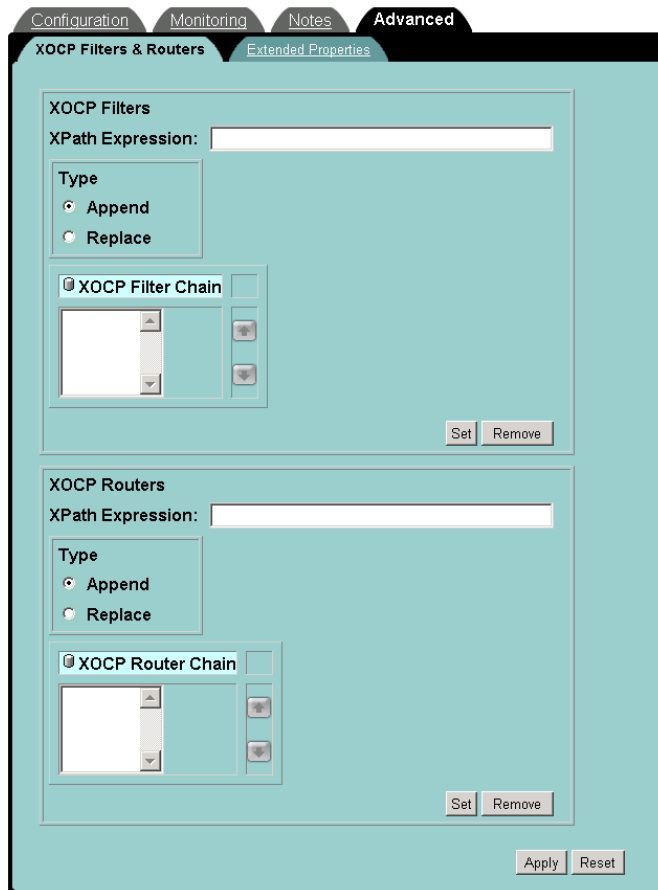 Configuration Monitoring Notes Advanced
XOCP Filters & Routers Extended Properties
XOCP Filters
XPath Expression:
Type
Append
Replace
XOCP Filter Chain
Set Remove
XOCP Routers
XPath Expression:
Type
Append
Replace
XOCP Router Chain
Set Remove
Apply Reset